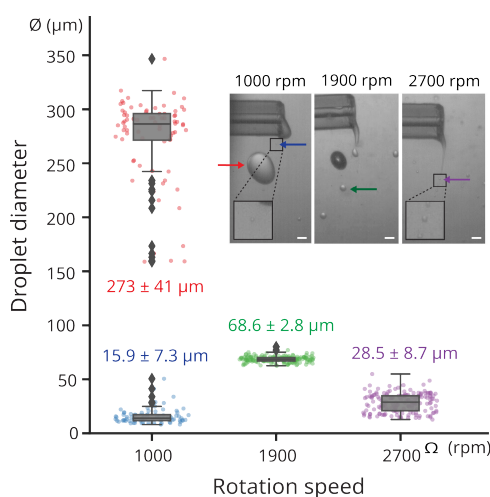 Ø (µm)
350
300
250
200
150
100
50
0
Droplet diameter
1000 rpm 1900 rpm 2700 rpm
273 ± 41 µm
68.6 ± 2.8 µm
15.9 ± 7.3 µm
28.5 ± 8.7 µm
1000 1900 2700 Ω (rpm)
Rotation speed